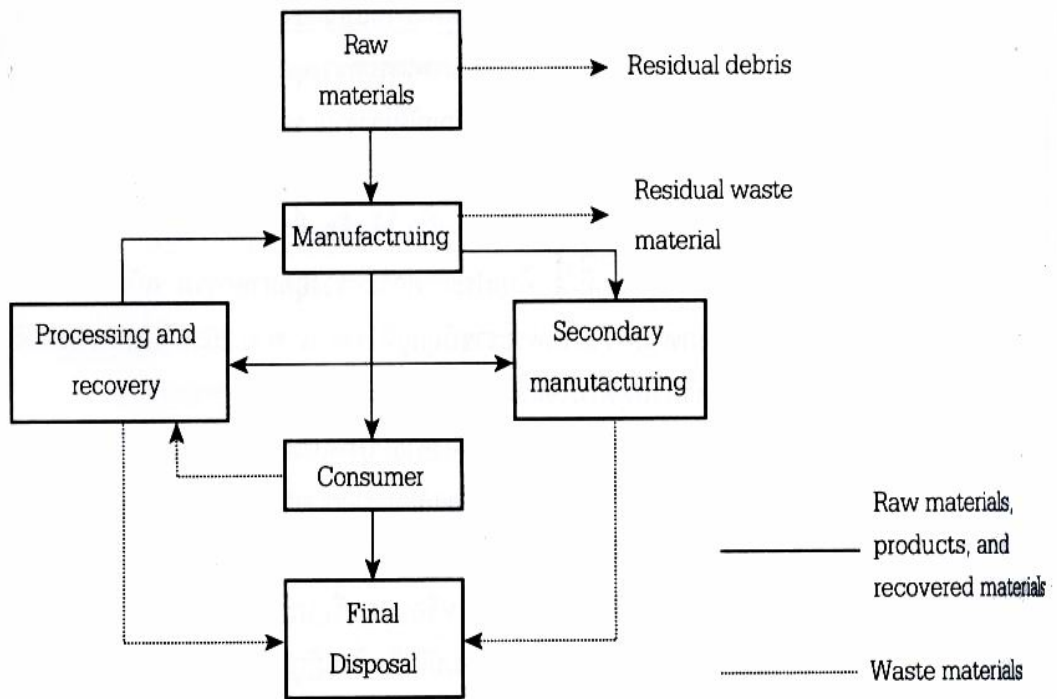 Raw
materials
Residual debris
Manufactruing
Residual waste
material
Processing and
recovery
Secondary
manutacturing
Consumer
Final
Disposal
Raw materials,
products, and
recovered materials
Waste materials